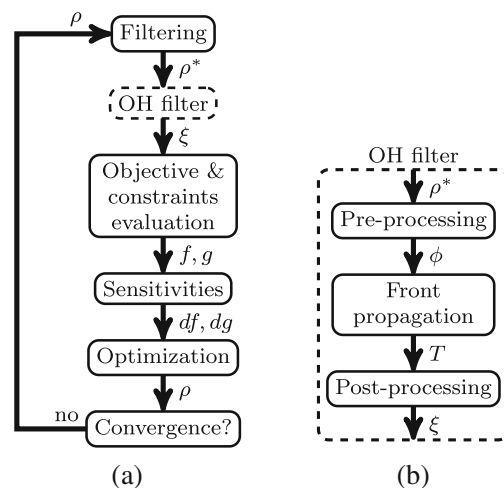 ρ
Filtering
ρ*
OH filter
ξ
Objective &
constraints
evaluation
f, g
Sensitivities
df, dg
Optimization
ρ
no
Convergence?
(a)
OH filter
ρ*
Pre-processing
ϕ
Front
propagation
T
Post-processing
ξ
(b)